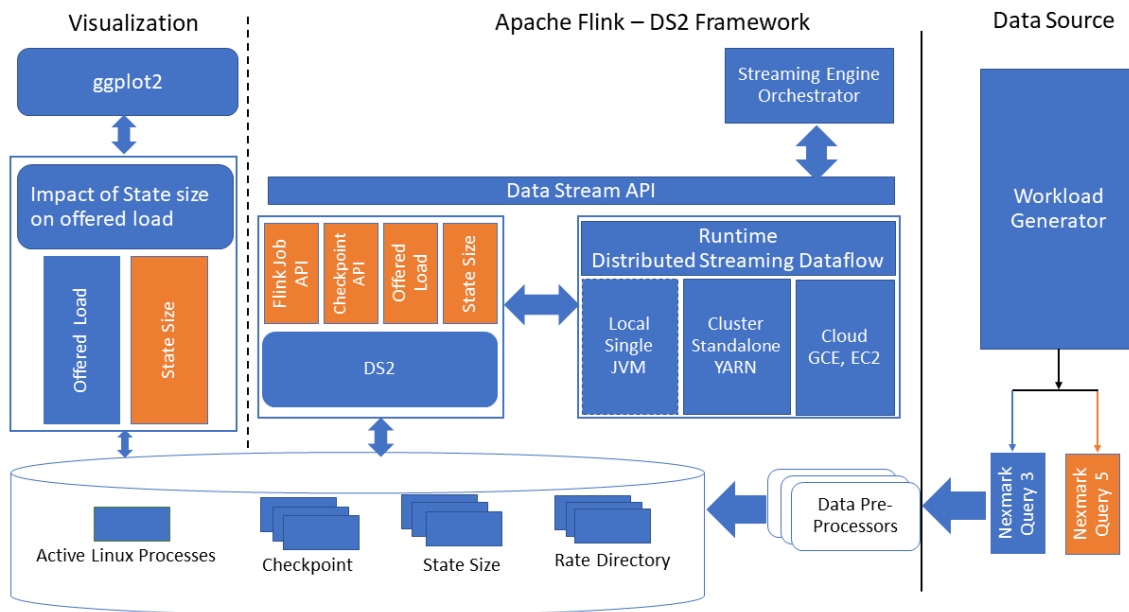 Visualization
Apache Flink – DS2 Framework
Data Source
ggplot2
Streaming Engine
Orchestrator
Impact of State size
on offered load
Data Stream API
Workload
Generator
Offered Load
State Size
Flink Job
API
Checkpoint
API
Offered
Load
State Size
DS2
Runtime
Distributed Streaming Dataflow
Local
Single
JVM
Cluster
Standalone
YARN
Cloud
GCE, EC2
Nexmark
Query 3
Nexmark
Query 5
Data Pre-
Processors
Active Linux Processes
Checkpoint
State Size
Rate Directory